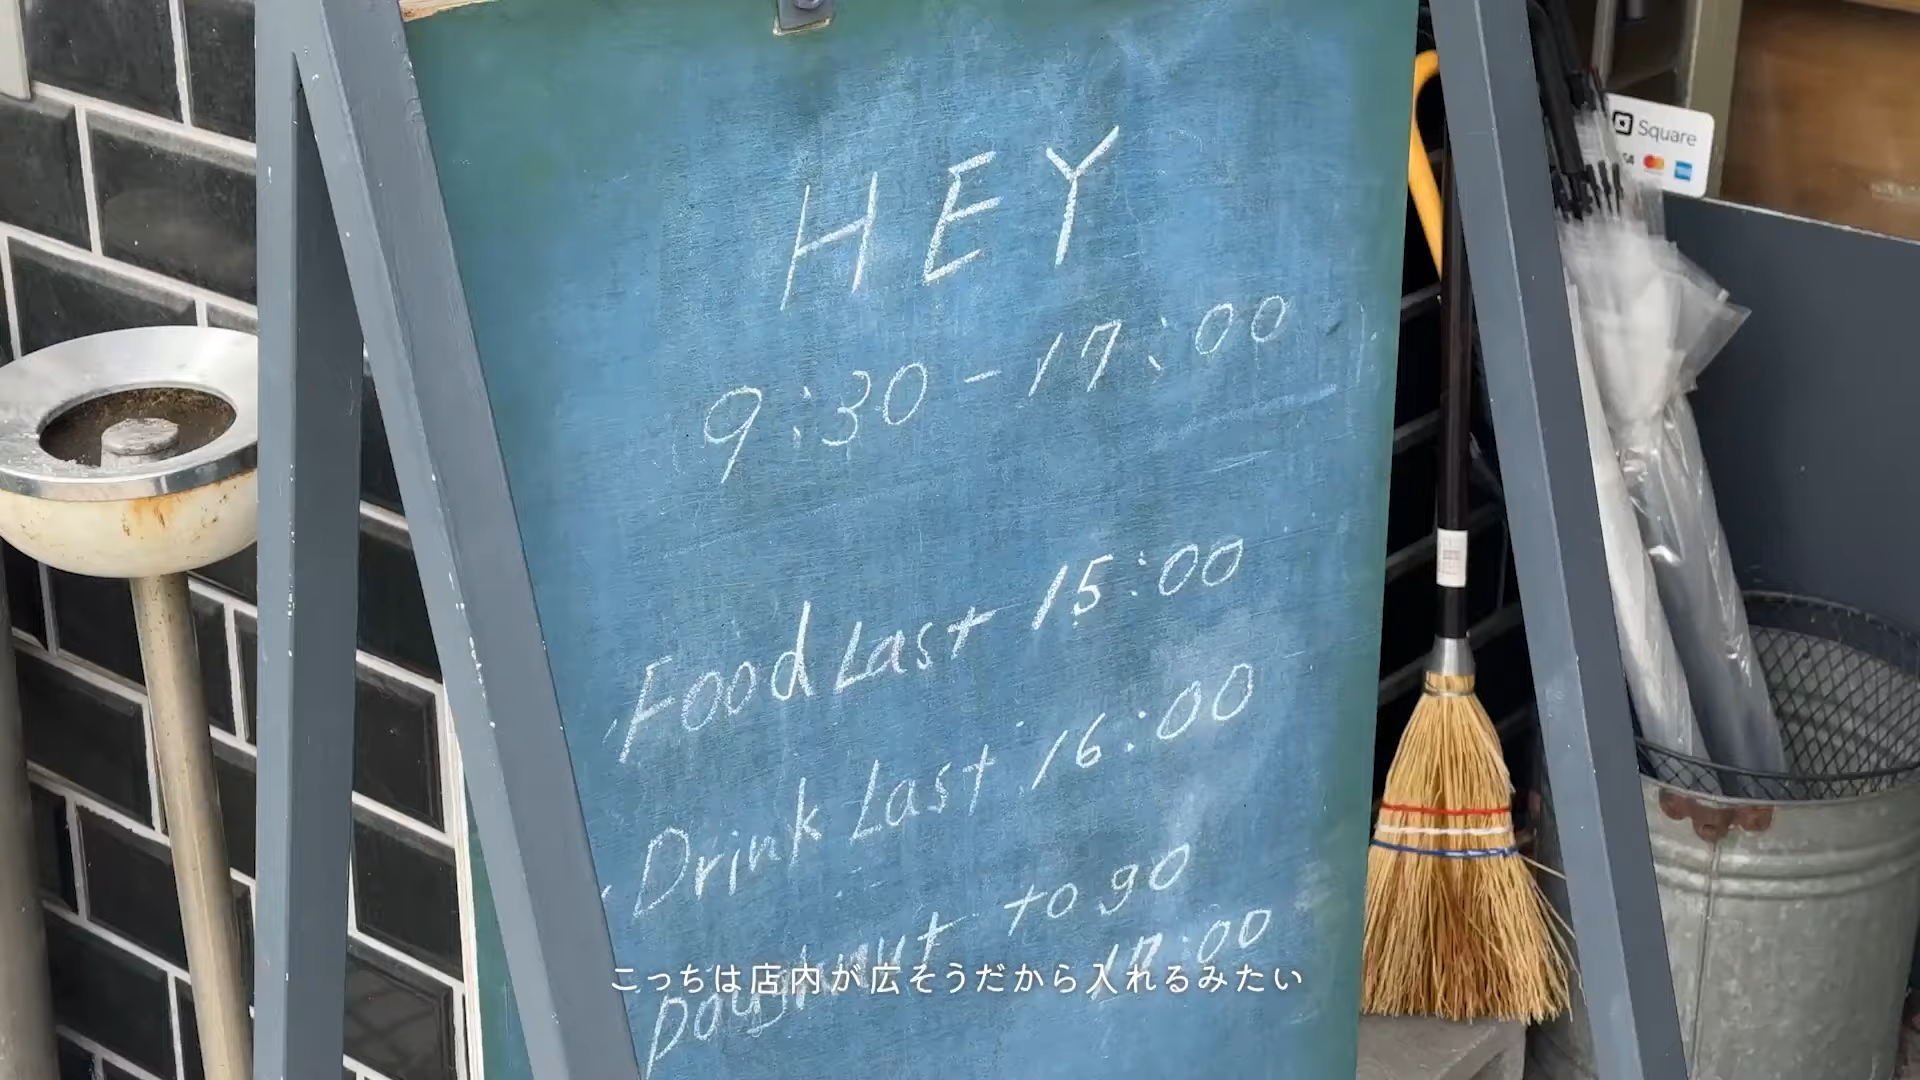 HEY
9:30-17:00
Food Last 15:00
Drink Last 16:00
Doughnut to go
17:00
Square
こっちは店内が広そうだから入れるみたい